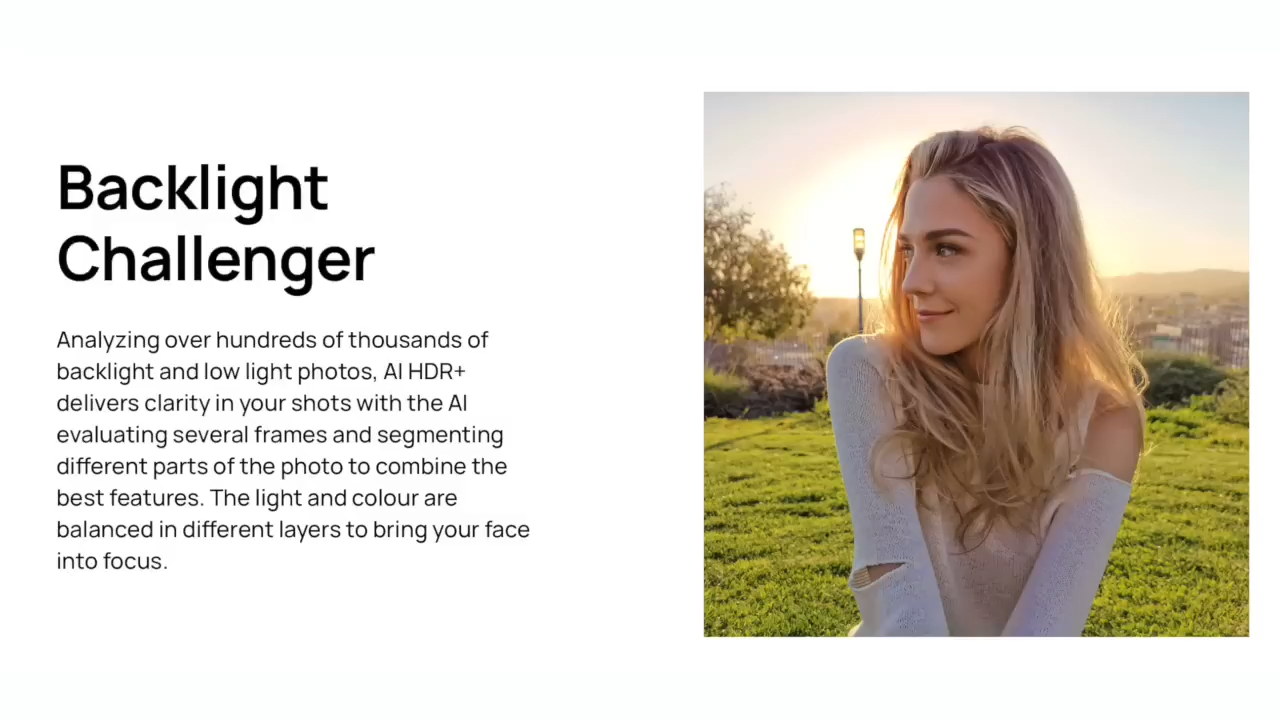 Backlight
Challenger
Analyzing over hundreds of thousands of
backlight and low light photos, AI HDR+
delivers clarity in your shots with the AI
evaluating several frames and segmenting
different parts of the photo to combine the
best features. The light and colour are
balanced in different layers to bring your face
into focus.